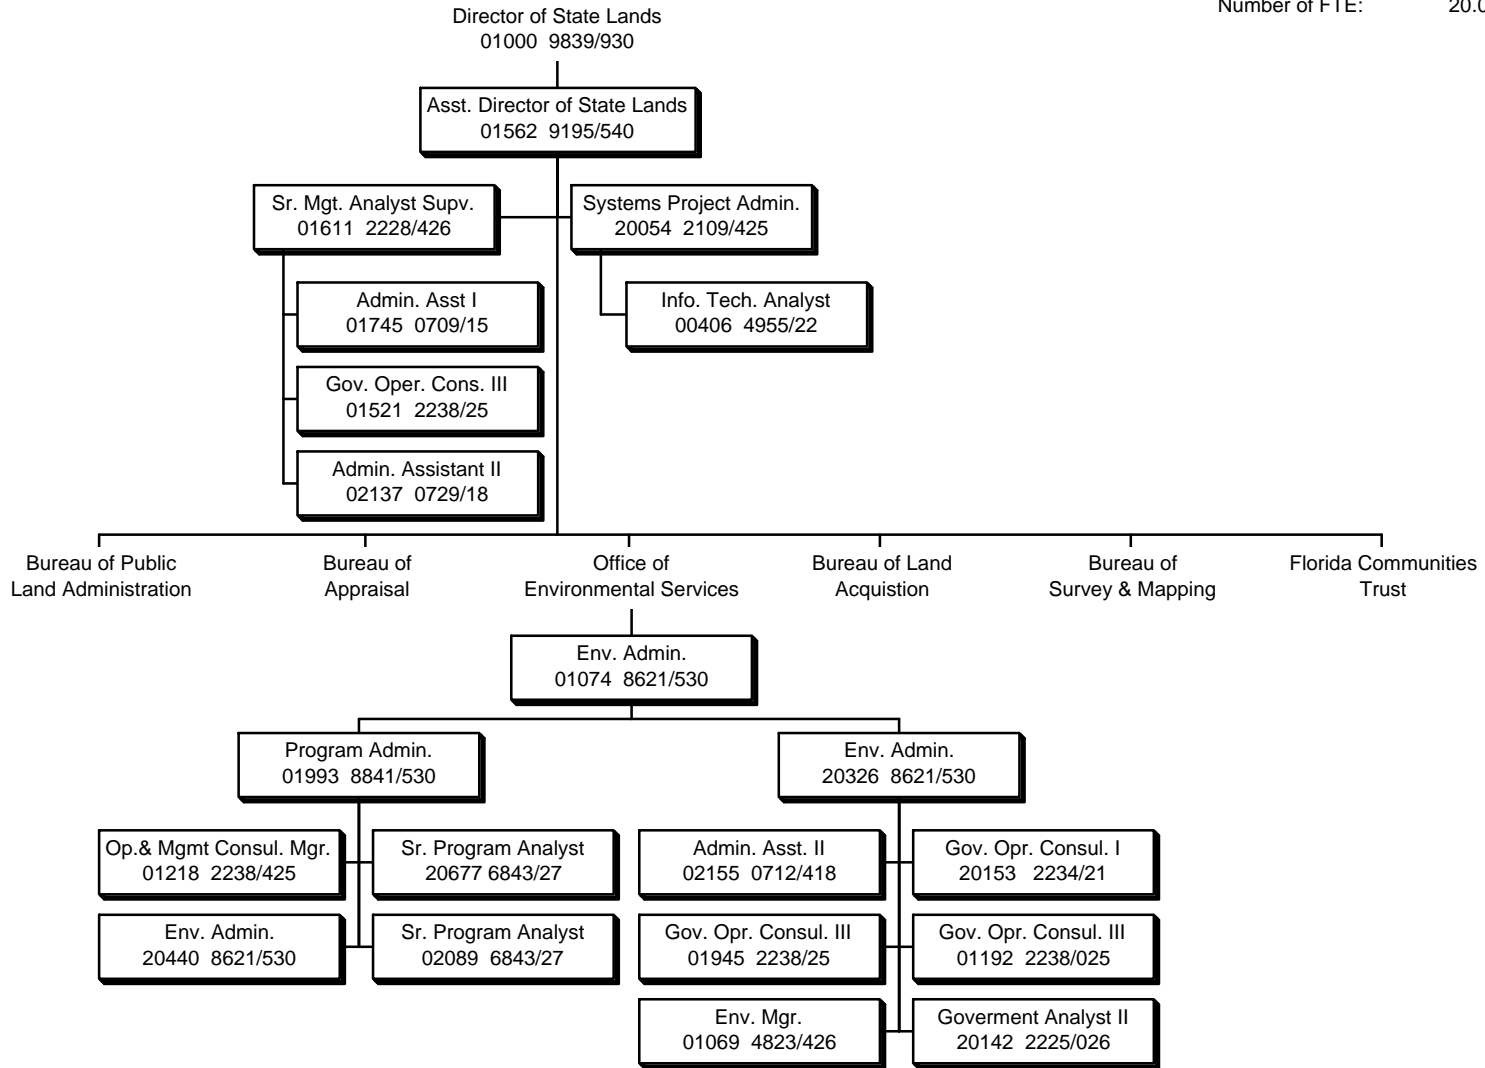 Number of FTE: 20.0
Director of State Lands
01000 9839/930
Asst. Director of State Lands
01562 9195/540
Sr. Mgt. Analyst Supv.
01611 2228/426
Systems Project Admin.
20054 2109/425
Admin. Asst I
01745 0709/15
Info. Tech. Analyst
00406 4955/22
Gov. Oper. Cons. III
01521 2238/25
Admin. Assistant II
02137 0729/18
Bureau of Public
Land Administration
Bureau of
Appraisal
Office of
Environmental Services
Bureau of Land
Acquistion
Bureau of
Survey & Mapping
Florida Communities
Trust
Env. Admin.
01074 8621/530
Program Admin.
01993 8841/530
Env. Admin.
20326 8621/530
Op.& Mgmt Consul. Mgr.
01218 2238/425
Sr. Program Analyst
20677 6843/27
Admin. Asst. II
02155 0712/418
Gov. Opr. Consul. I
20153 2234/21
Env. Admin.
20440 8621/530
Sr. Program Analyst
02089 6843/27
Gov. Opr. Consul. III
01945 2238/25
Gov. Opr. Consul. III
01192 2238/025
Env. Mgr.
01069 4823/426
Goverment Analyst II
20142 2225/026